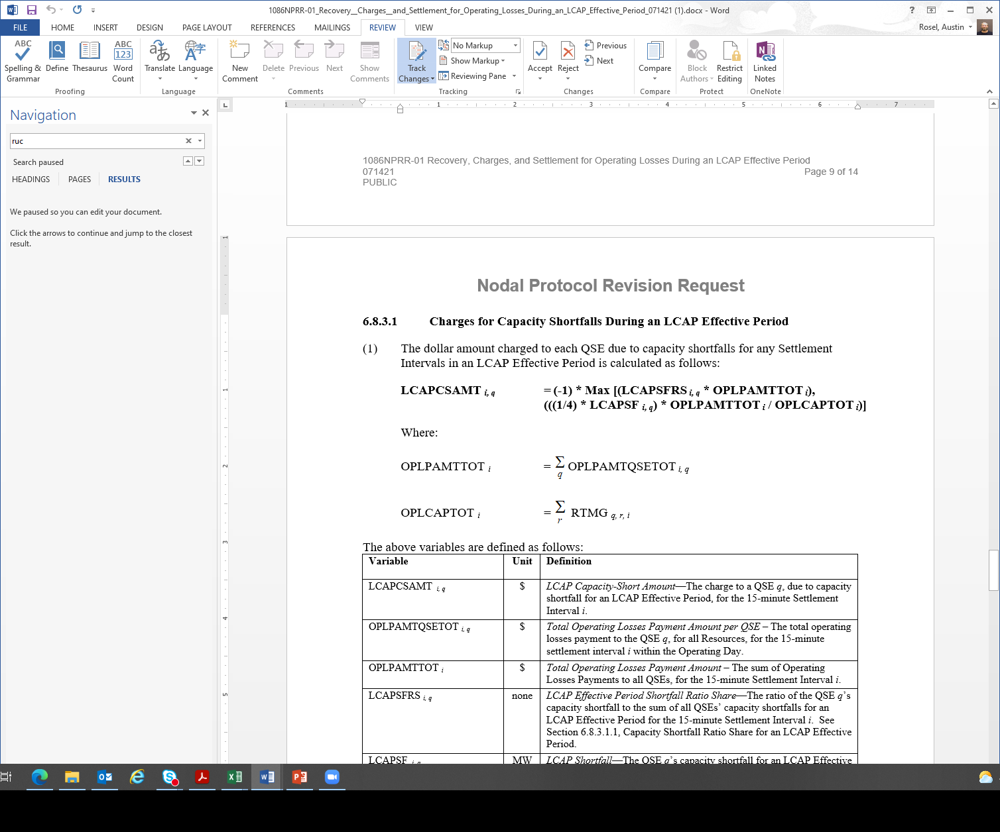 1086NPRR-01_Recovery__Charges__and_Settlement_for_Operating_Losses_During_an_LCAP_Effective_Period_071421 (1).docx - Word
FILE HOME INSERT DESIGN PAGE LAYOUT REFERENCES MAILINGS REVIEW VIEW
Rosel, Austin
ABC
Spelling &
Grammar
Define
Thesaurus
ABC
123
Word
Count
Proofing
Translate
Language
Language
New
Comment
Delete
Previous
Next
Show
Comments
Comments
Track
Changes
No Markup
Show Markup
Reviewing Pane
Tracking
Accept
Reject
Previous
Next
Changes
Compare
Compare
Block
Authors
Restrict
Editing
Protect
Linked
Notes
OneNote
Navigation
ruc
Search paused
HEADINGS PAGES RESULTS
We paused so you can edit your document.
Click the arrows to continue and jump to the closest
result.
1 1 2 3 4 5 6 7
1
1
2
3
4
5
1086NPRR-01 Recovery, Charges, and Settlement for Operating Losses During an LCAP Effective Period
071421 Page 9 of 14
PUBLIC
Nodal Protocol Revision Request
6.8.3.1 Charges for Capacity Shortfalls During an LCAP Effective Period
(1) The dollar amount charged to each QSE due to capacity shortfalls for any Settlement
Intervals in an LCAP Effective Period is calculated as follows:
LCAPCSAMT i, q = (-1) * Max [(LCAPSFRS i, q * OPLPAMTTOT i),
(((1/4) * LCAPSF i, q) * OPLPAMTTOT i / OPLCAPTOT i)]
Where:
OPLPAMTTOT i = Σ q OPLPAMTQSETOT i, q
OPLCAPTOT i = Σ r RTMG q, r, i
The above variables are defined as follows:
Variable Unit Definition
LCAPCSAMT i, q $ LCAP Capacity-Short Amount—The charge to a QSE q, due to capacity
shortfall for an LCAP Effective Period, for the 15-minute Settlement
Interval i.
OPLPAMTQSETOT i, q $ Total Operating Losses Payment Amount per QSE – The total operating
losses payment to the QSE q, for all Resources, for the 15-minute
settlement interval i within the Operating Day.
OPLPAMTTOT i $ Total Operating Losses Payment Amount – The sum of Operating
Losses Payments to all QSEs, for the 15-minute Settlement Interval i.
LCAPSFRS i, q none LCAP Effective Period Shortfall Ratio Share—The ratio of the QSE q's
capacity shortfall to the sum of all QSEs' capacity shortfalls for an
LCAP Effective Period for the 15-minute Settlement Interval i. See
Section 6.8.3.1.1, Capacity Shortfall Ratio Share for an LCAP Effective
Period.
LCAPSF i, q MW LCAP Shortfall—The QSE q's capacity shortfall for an LCAP Effective